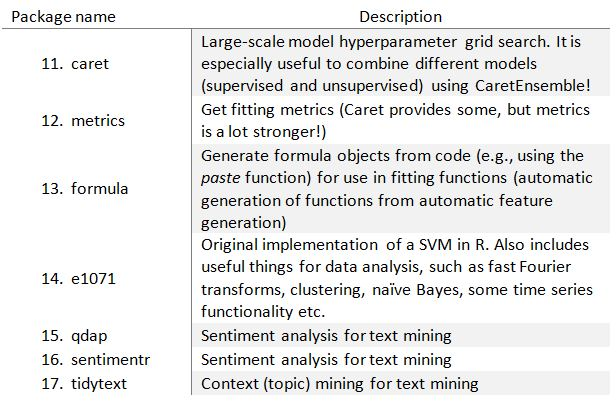 Package name Description
11. caret Large-scale model hyperparameter grid search. It is
especially useful to combine different models
(supervised and unsupervised) using CaretEnsemble!
12. metrics Get fitting metrics (Caret provides some, but metrics
is a lot stronger!)
13. formula Generate formula objects from code (e.g., using the
paste function) for use in fitting functions (automatic
generation of functions from automatic feature
generation)
14. e1071 Original implementation of a SVM in R. Also includes
useful things for data analysis, such as fast Fourier
transforms, clustering, naïve Bayes, some time series
functionality etc.
15. qdap Sentiment analysis for text mining
16. sentimentr Sentiment analysis for text mining
17. tidytext Context (topic) mining for text mining